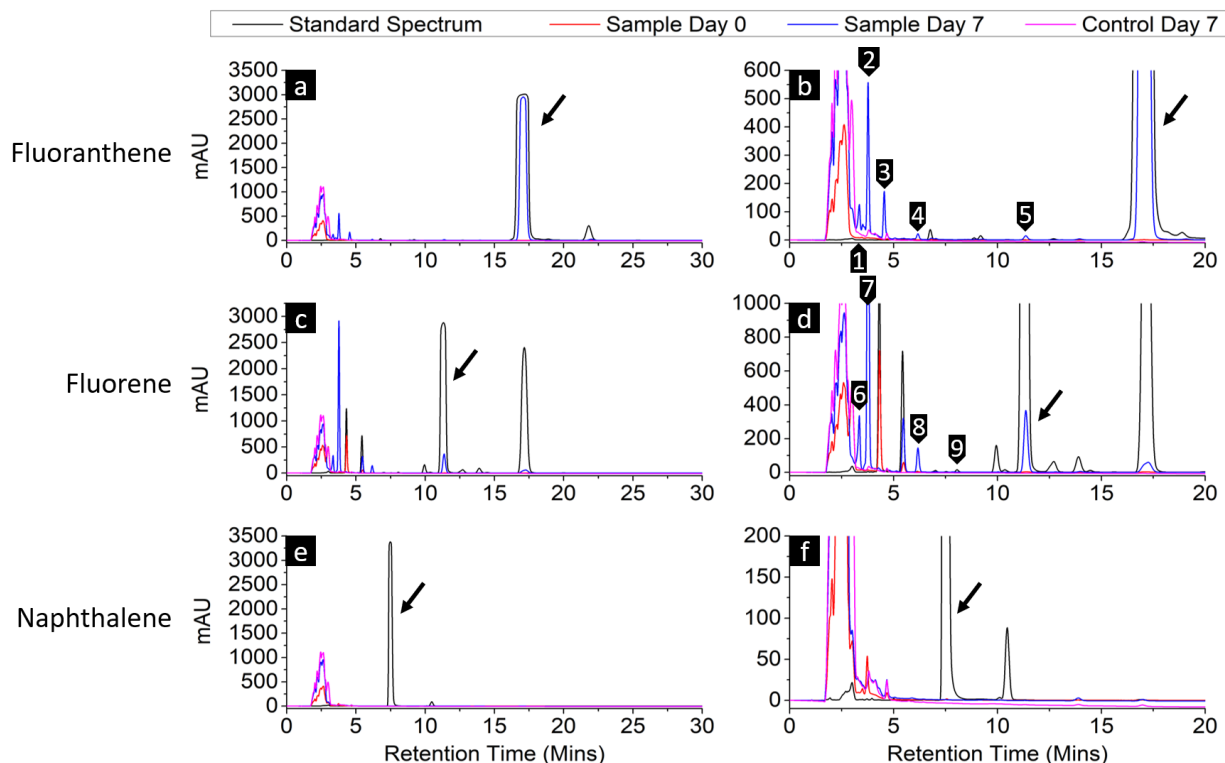 Standard Spectrum Sample Day 0 Sample Day 7 Control Day 7
Fluoranthene
a
mAU
3500
3000
2500
2000
1500
1000
500
0
0 5 10 15 20 25 30
b
mAU
600
500
400
300
200
100
0
0 5 10 15 20
2
3
4
5
1
Fluorene
c
mAU
3000
2500
2000
1500
1000
500
0
0 5 10 15 20 25 30
d
mAU
1000
800
600
400
200
0
0 5 10 15 20
7
6
8
9
Naphthalene
e
mAU
3500
3000
2500
2000
1500
1000
500
0
0 5 10 15 20 25 30
Retention Time (Mins)
f
mAU
200
150
100
50
0
0 5 10 15 20
Retention Time (Mins)